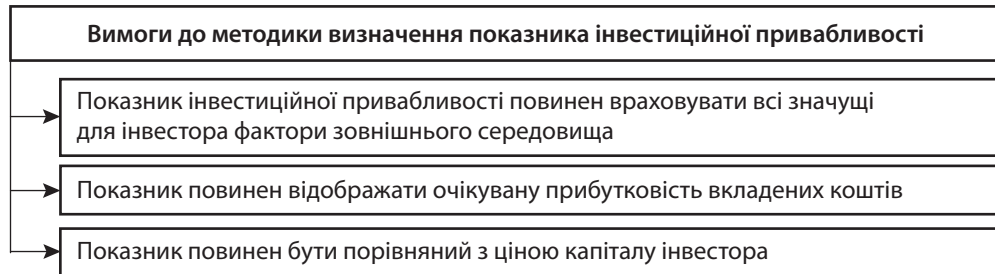 Вимоги до методики визначення показника інвестиційної привабливості
Показник інвестиційної привабливості повинен враховувати всі значущі
для інвестора фактори зовнішнього середовища
Показник повинен відображати очікувану прибутковість вкладених коштів
Показник повинен бути порівняний з ціною капіталу інвестора